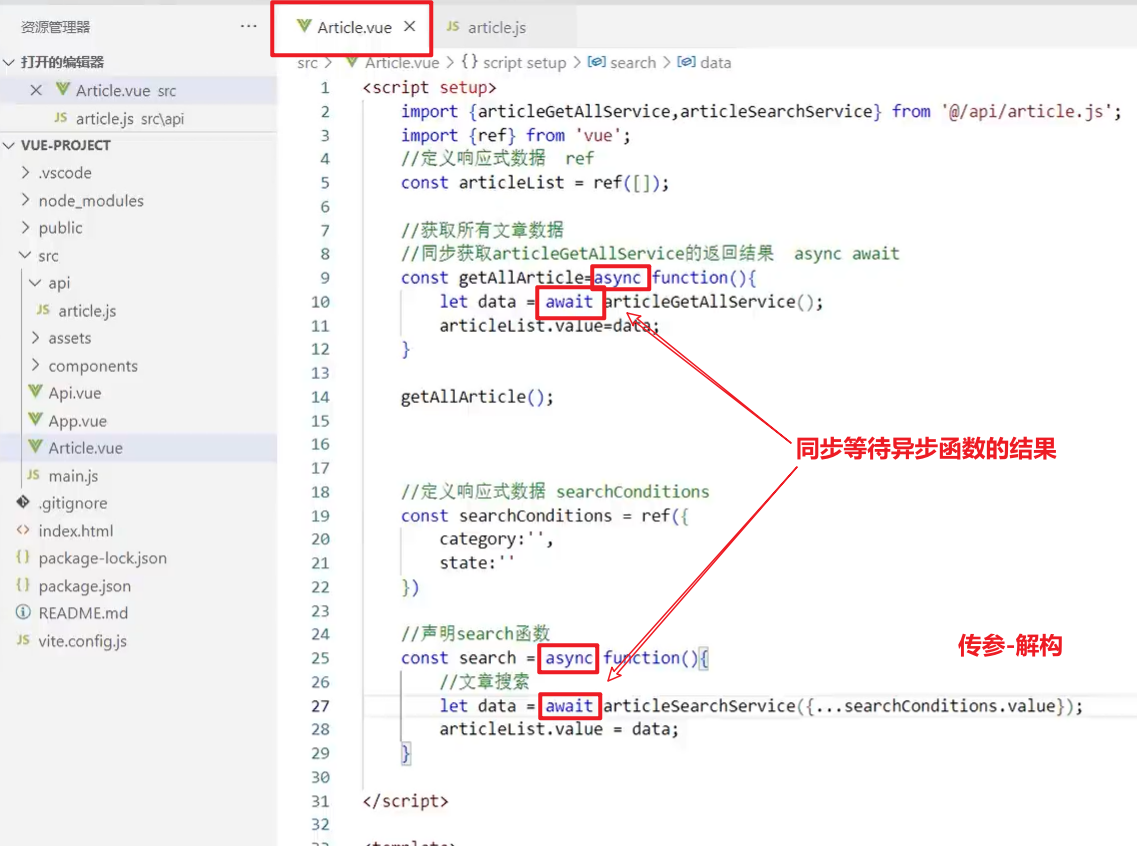 资源管理器
···
打开的编辑器
Article.vue src
JS article.js src\api
VUE-PROJECT
.vscode
node_modules
public
src
api
JS article.js
assets
components
Api.vue
App.vue
Article.vue
JS main.js
.gitignore
<> index.html
{} package-lock.json
{} package.json
README.md
JS vite.config.js
Article.vue
JS article.js
src > Article.vue > {} script setup > search > data
1 <script setup>
2 import {articleGetAllService,articleSearchService} from '@/api/article.js';
3 import {ref} from 'vue';
4 //定义响应式数据 ref
5 const articleList = ref([]);
6
7 //获取所有文章数据
8 //同步获取articleGetAllService的返回结果 async await
9 const getAllArticle=async function(){
10 let data = await articleGetAllService();
11 articleList.value=data;
12 }
13
14 getAllArticle();
15
16
17
18 //定义响应式数据 searchConditions
19 const searchConditions = ref({
20 category:'',
21 state:''
22 })
23
24 //声明search函数
25 const search = async function(){
26 //文章搜索
27 let data = await articleSearchService({...searchConditions.value});
28 articleList.value = data;
29 }
30
31 </script>
32
33 <template>
同步等待异步函数的结果
传参-解构